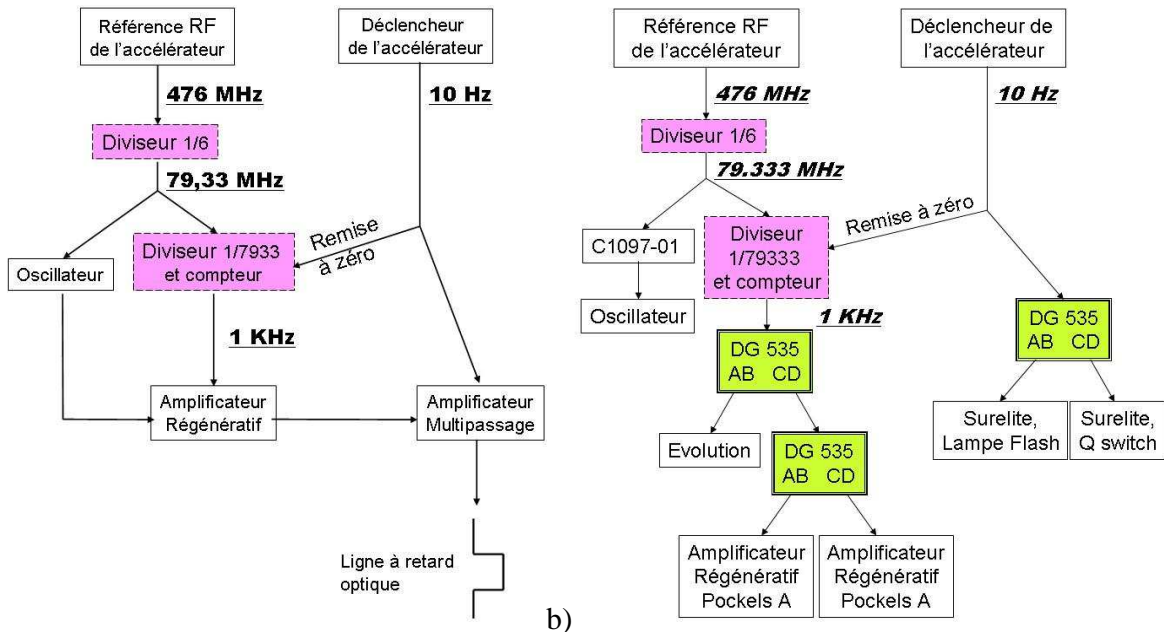 Référence RF
de l'accélérateur
Déclencheur
de l'accélérateur
476 MHz
10 Hz
Diviseur 1/6
79,33 MHz
Remise
à zéro
Oscillateur
Diviseur 1/7933
et compteur
1 KHz
Amplificateur
Régénératif
Amplificateur
Multipassage
Ligne à retard
optique
b)
Référence RF
de l'accélérateur
Déclencheur de
l'accélérateur
476 MHz
10 Hz
Diviseur 1/6
79.333 MHz
Remise à zéro
C1097-01
Diviseur
1/79333
et compteur
Oscillateur
1 KHz
DG 535
AB CD
DG 535
AB CD
Evolution
Surelite,
Lampe Flash
Surelite,
Q switch
DG 535
AB CD
Amplificateur
Régénératif
Pockels A
Amplificateur
Régénératif
Pockels A